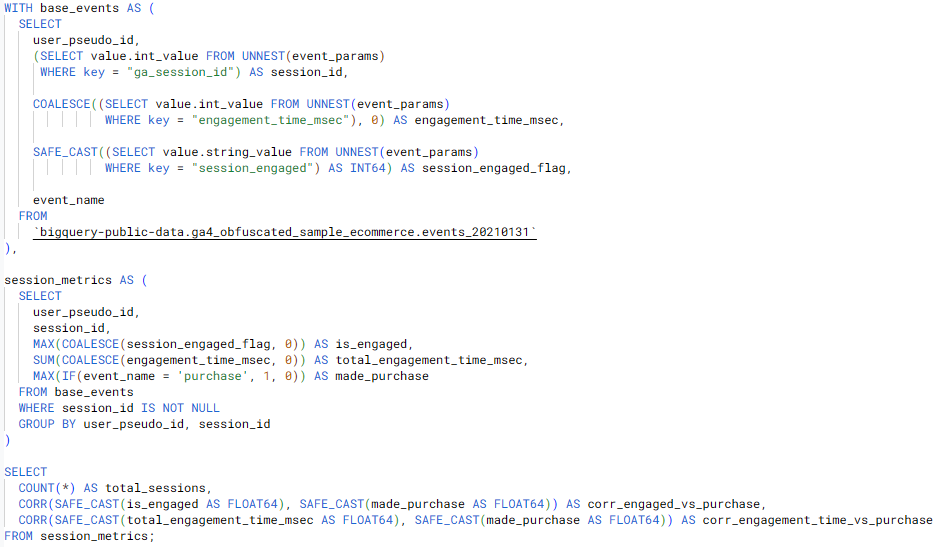 WITH base_events AS (
SELECT
user_pseudo_id,
(SELECT value.int_value FROM UNNEST(event_params)
WHERE key = "ga_session_id") AS session_id,
COALESCE((SELECT value.int_value FROM UNNEST(event_params)
WHERE key = "engagement_time_msec"), 0) AS engagement_time_msec,
SAFE_CAST((SELECT value.string_value FROM UNNEST(event_params)
WHERE key = "session_engaged") AS INT64) AS session_engaged_flag,
event_name
FROM
`bigquery-public-data.ga4_obfuscated_sample_ecommerce.events_20210131`
),
session_metrics AS (
SELECT
user_pseudo_id,
session_id,
MAX(COALESCE(session_engaged_flag, 0)) AS is_engaged,
SUM(COALESCE(engagement_time_msec, 0)) AS total_engagement_time_msec,
MAX(IF(event_name = 'purchase', 1, 0)) AS made_purchase
FROM base_events
WHERE session_id IS NOT NULL
GROUP BY user_pseudo_id, session_id
)
SELECT
COUNT(*) AS total_sessions,
CORR(SAFE_CAST(is_engaged AS FLOAT64), SAFE_CAST(made_purchase AS FLOAT64)) AS corr_engaged_vs_purchase,
CORR(SAFE_CAST(total_engagement_time_msec AS FLOAT64), SAFE_CAST(made_purchase AS FLOAT64)) AS corr_engagement_time_vs_purchase
FROM session_metrics;